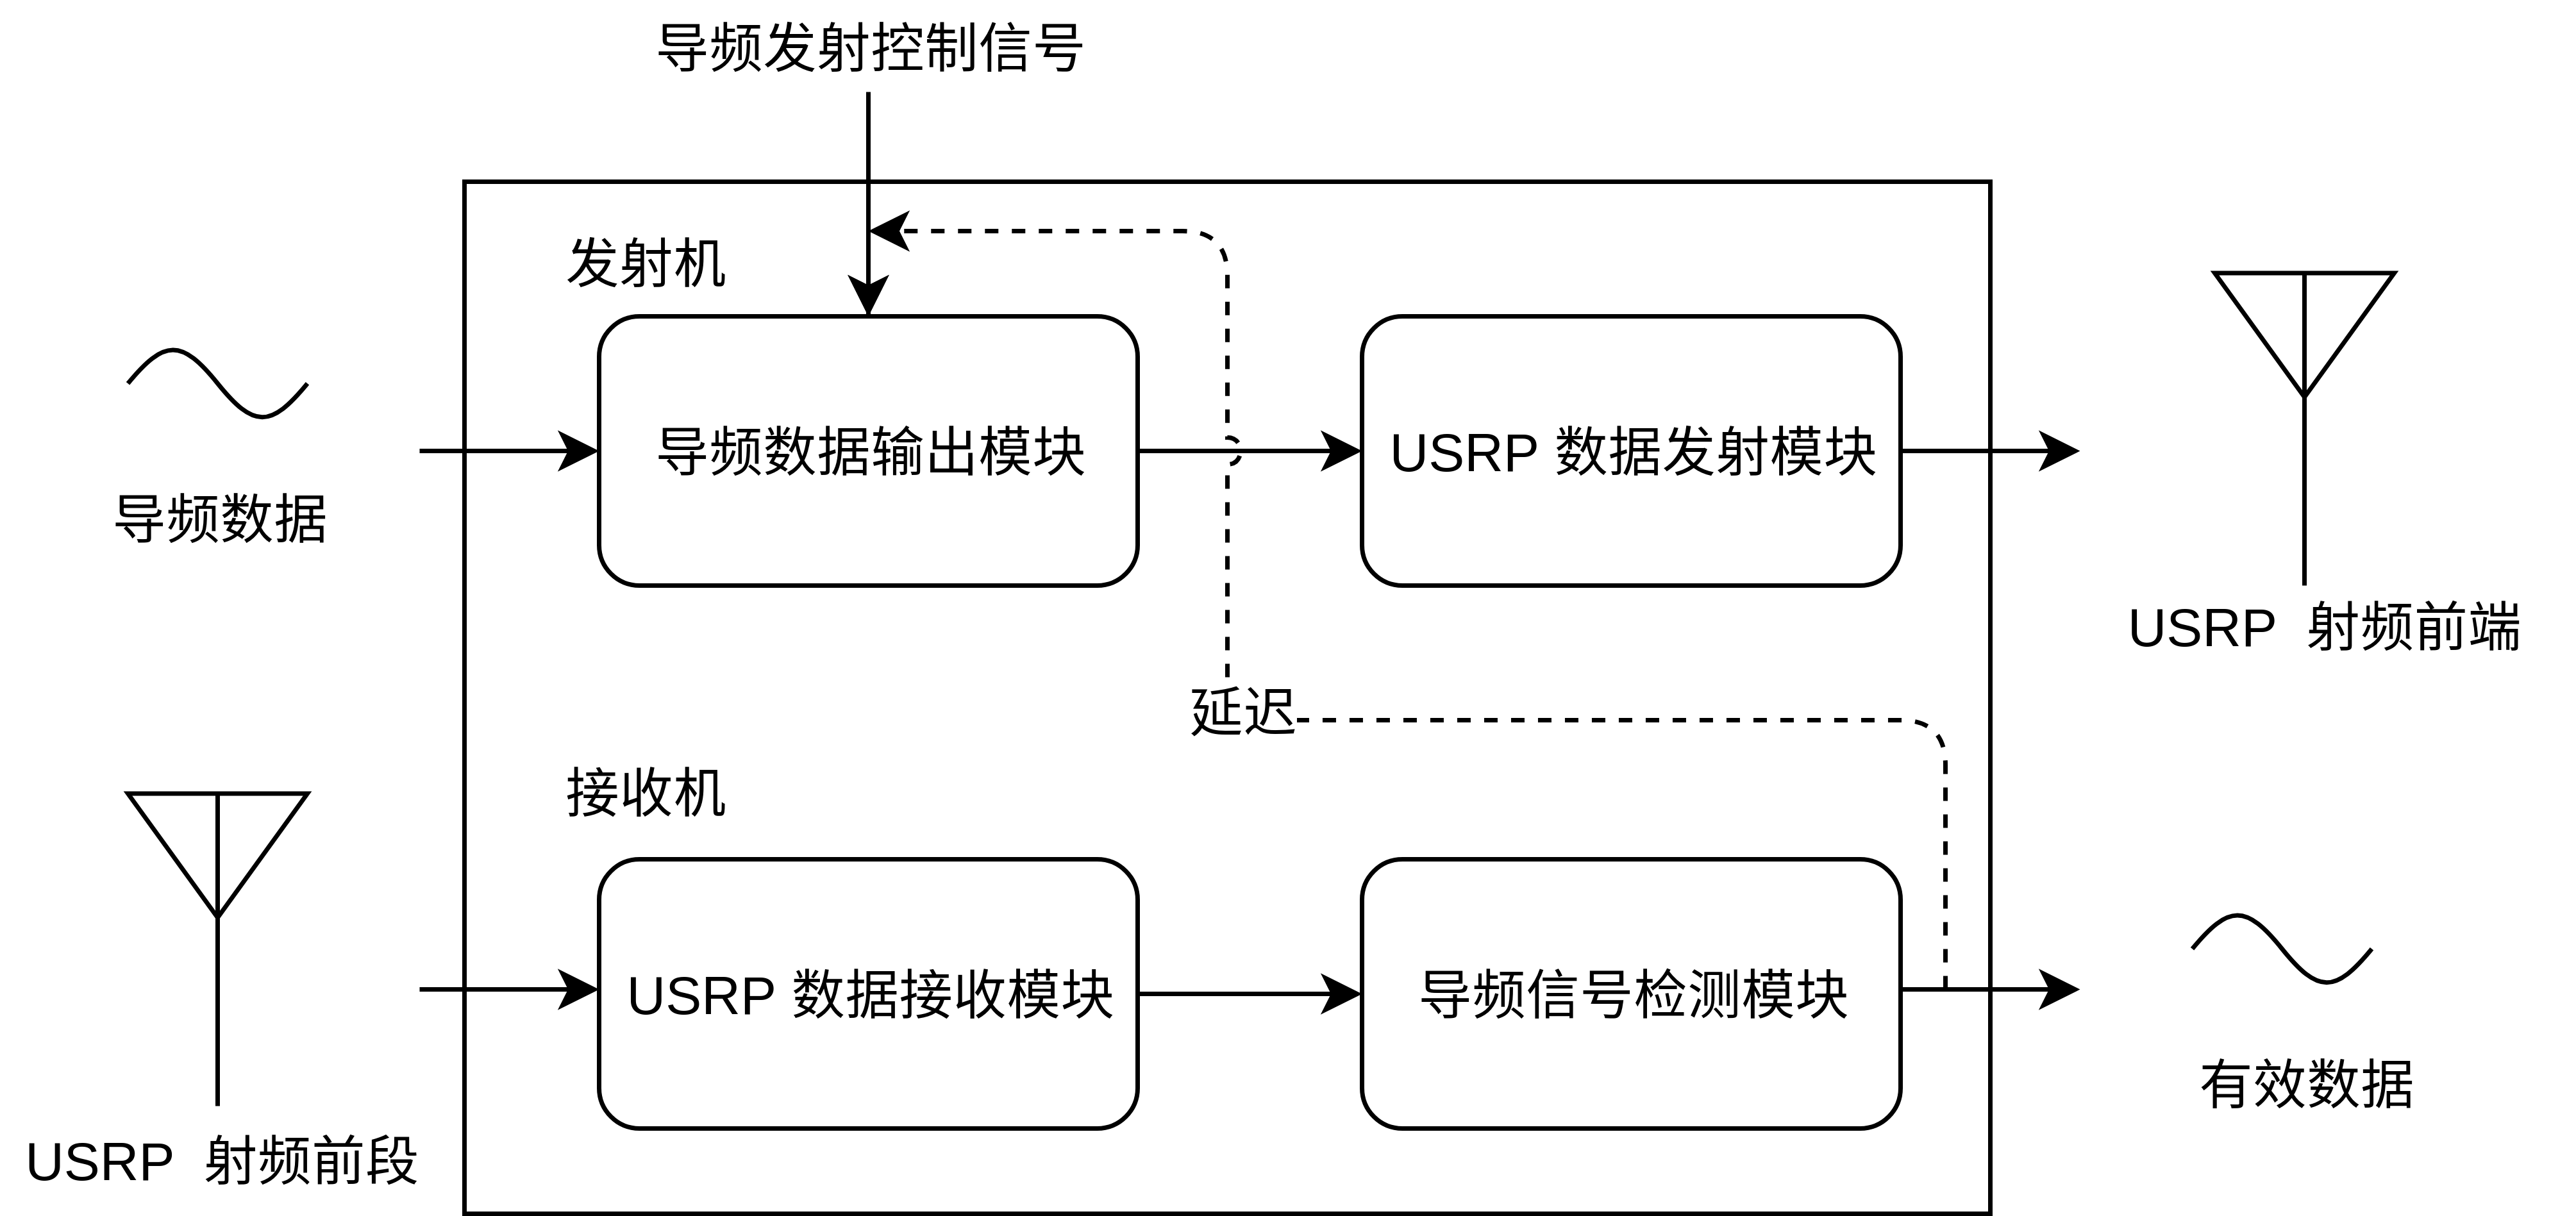 导频发射控制信号
发射机
导频数据输出模块
USRP 数据发射模块
导频数据
USRP 射频前端
延迟
接收机
USRP 数据接收模块
导频信号检测模块
有效数据
USRP 射频前段